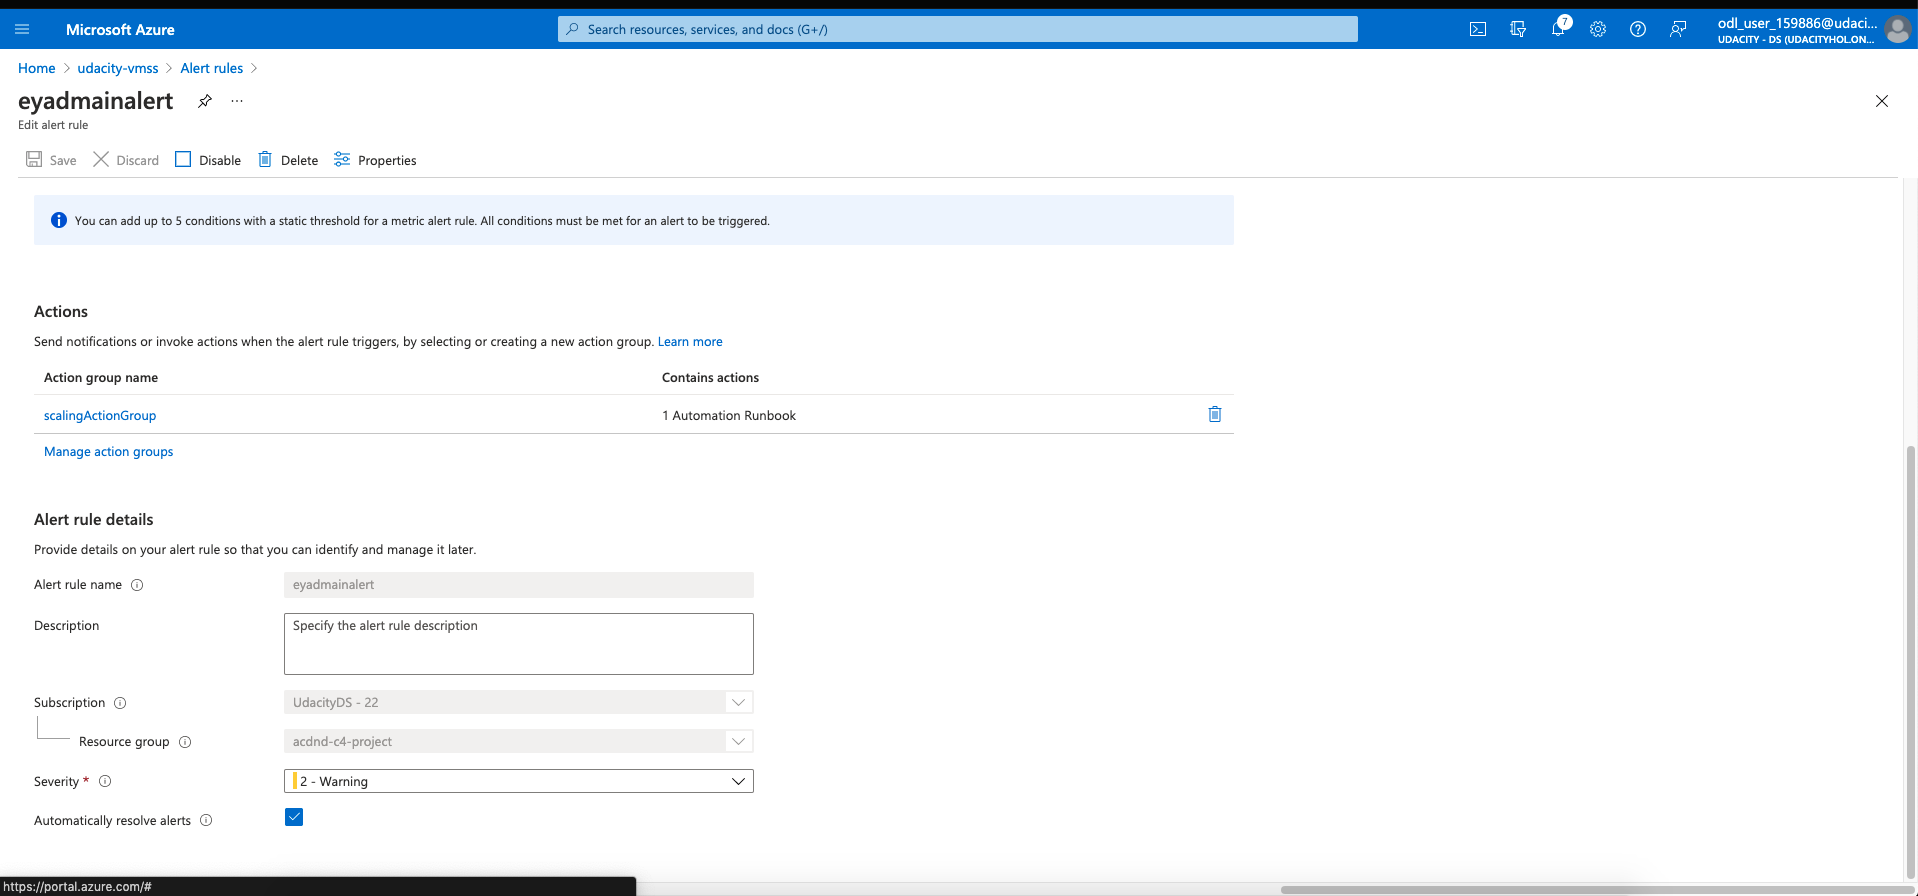 Microsoft Azure
Search resources, services, and docs (G+/)
7
odl_user_159886@udaci...
UDACITY - DS (UDACITYHOL.ON...
Home > udacity-vmss > Alert rules >
eyadmainalert ...
Edit alert rule
Save Discard Disable Delete Properties
You can add up to 5 conditions with a static threshold for a metric alert rule. All conditions must be met for an alert to be triggered.
Actions
Send notifications or invoke actions when the alert rule triggers, by selecting or creating a new action group. Learn more
Action group name Contains actions
scalingActionGroup 1 Automation Runbook
Manage action groups
Alert rule details
Provide details on your alert rule so that you can identify and manage it later.
Alert rule name eyadmainalert
Description Specify the alert rule description
Subscription UdacityDS - 22
Resource group acdnd-c4-project
Severity * 2 - Warning
Automatically resolve alerts
https://portal.azure.com/#